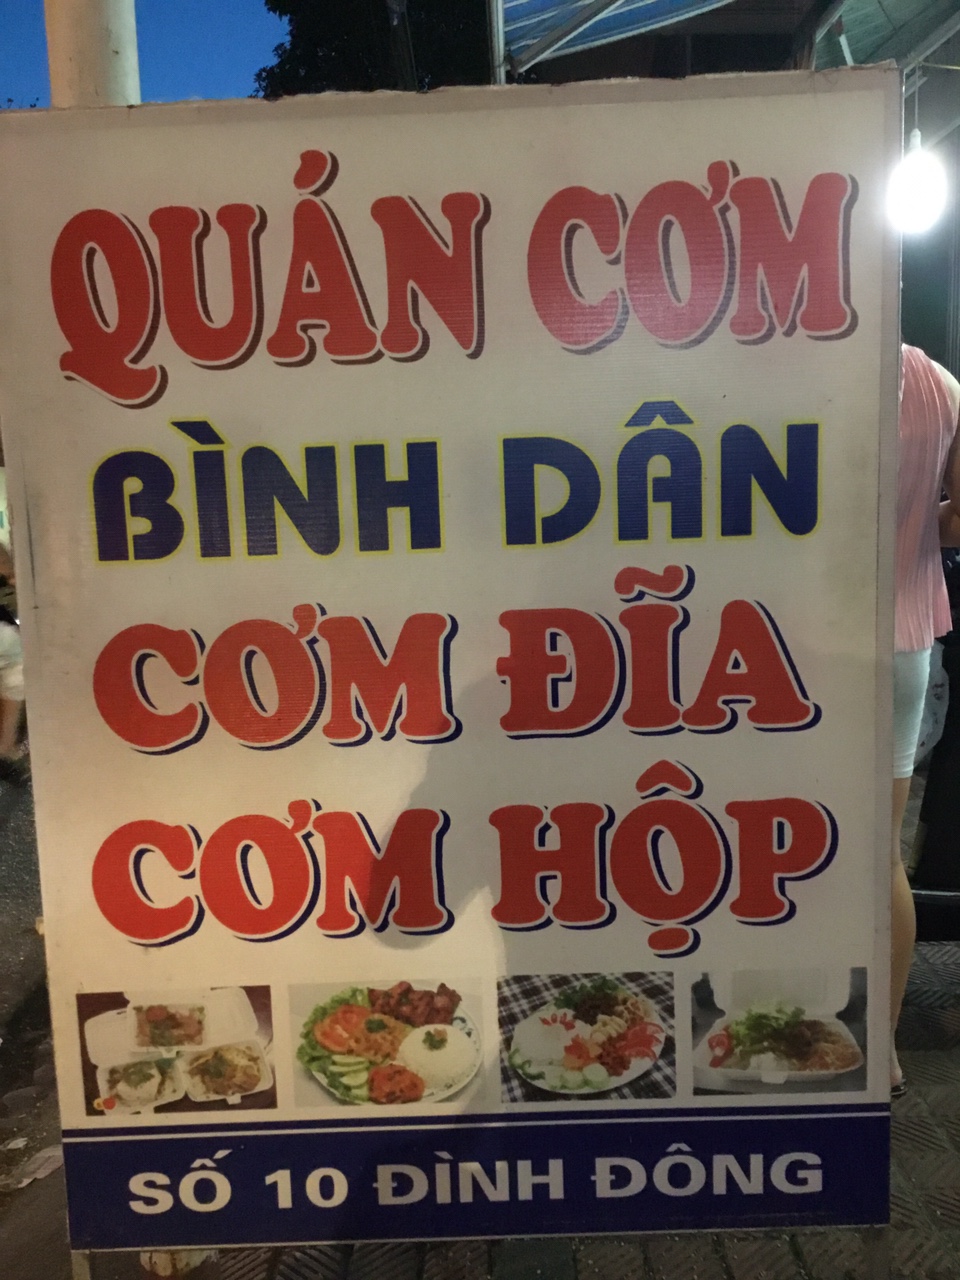 QUÁN CƠM
BÌNH DÂN
CƠM ĐĨA
CƠM HỘP
SỐ 10 ĐÌNH ĐÔNG